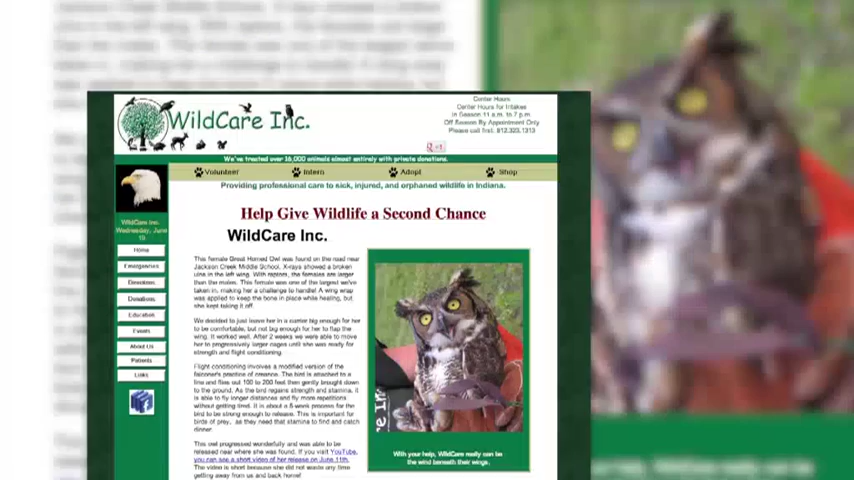 Center Hours
Center Hours for Intakes
In Season 11 a.m. to 7 p.m.
Off Season By Appointment Only
Please call first: 812.323.1313
WildCare Inc.
We've treated over 16,000 animals almost entirely with private donations.
Volunteer
Intern
Adopt
Shop
Providing professional care to sick, injured, and orphaned wildlife in Indiana.
Help Give Wildlife a Second Chance
WildCare Inc.
WildCare Inc-
Wednesday, June
19
Home
Emergencies
Directions
Donations
Education
Events
About Us
Patients
Links
This female Great Horned Owl was found on the road near
Jackson Creek Middle School. X-rays showed a broken
ulna in the left wing. With raptors, the females are larger
than the males. This female was one of the largest we've
taken in, making her a challenge to handle! A wing wrap
was applied to keep the bone in place while healing, but
she kept taking it off.
We decided to just leave her in a carrier big enough for her
to be comfortable, but not big enough for her to flap the
wing. It worked well. After 2 weeks we were able to move
her to progressively larger cages until she was ready for
strength and flight conditioning.
Flight conditioning involves a modified version of the
falconer's practice of creance. The bird is attached to a
line and flies out 100 to 200 feet then gently brought down
to the ground. As the bird regains strength and stamina, it
is able to fly longer distances and fly more repetitions
without getting tired. It is about a 6 week process for the
bird to be strong enough to release. This is important for
birds of prey, as they need that stamina to find and catch
dinner.
This owl progressed wonderfully and was able to be
released near where she was found. If you visit YouTube,
you can see a short video of her release on June 11th.
The video is short because she did not waste any time
getting away from us and back home!
With your help, WildCare really can be
the wind beneath their wings.